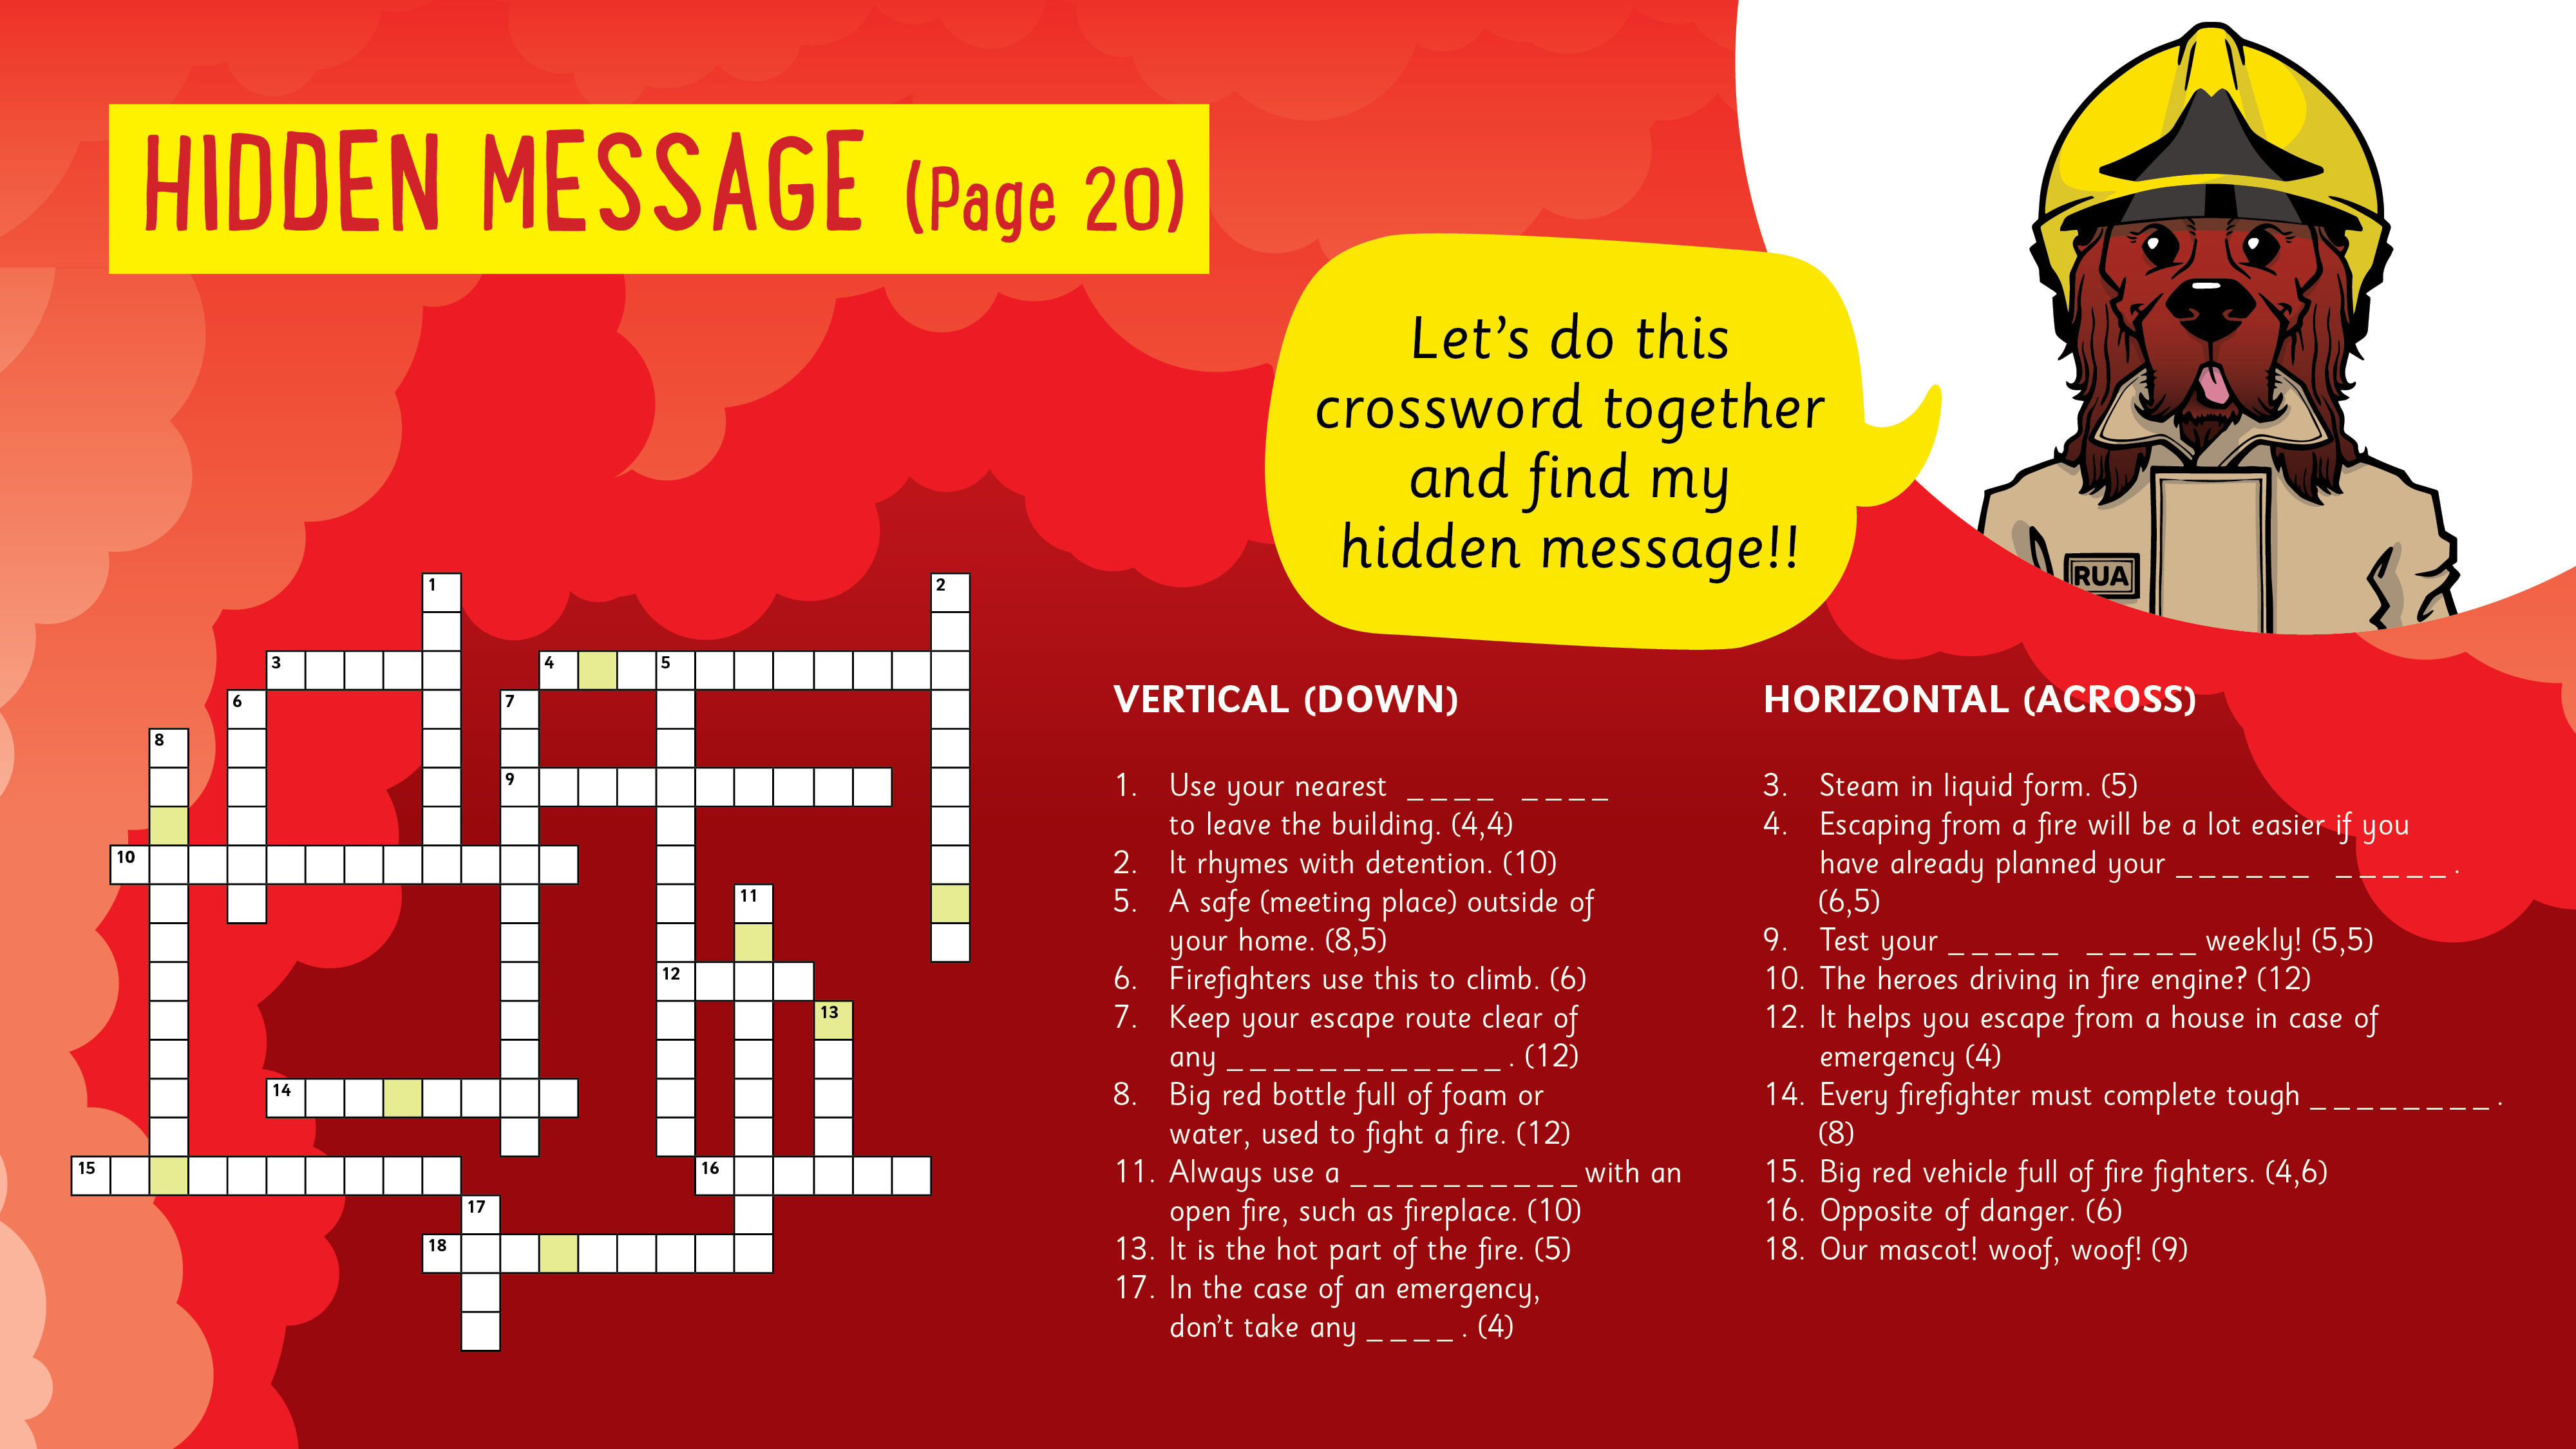 HIDDEN MESSAGE (Page 20)
Let's do this
crossword together
and find my
hidden message!!
RUA
1
2
3
4
5
6
7
8
9
10
11
12
13
14
15
16
17
18
VERTICAL (DOWN)
1. Use your nearest _ _ _ _ _ _ _ _
to leave the building. (4,4)
2. It rhymes with detention. (10)
5. A safe (meeting place) outside of
your home. (8,5)
6. Firefighters use this to climb. (6)
7. Keep your escape route clear of
any _ _ _ _ _ _ _ _ _ _ _ _ . (12)
8. Big red bottle full of foam or
water, used to fight a fire. (12)
11. Always use a _ _ _ _ _ _ _ _ _ _ with an
open fire, such as fireplace. (10)
13. It is the hot part of the fire. (5)
17. In the case of an emergency,
don't take any _ _ _ _ . (4)
HORIZONTAL (ACROSS)
3. Steam in liquid form. (5)
4. Escaping from a fire will be a lot easier if you
have already planned your _ _ _ _ _ _ _ _ _ _ _ .
(6,5)
9. Test your _ _ _ _ _ _ _ _ _ _ weekly! (5,5)
10. The heroes driving in fire engine? (12)
12. It helps you escape from a house in case of
emergency (4)
14. Every firefighter must complete tough _ _ _ _ _ _ _ _ .
(8)
15. Big red vehicle full of fire fighters. (4,6)
16. Opposite of danger. (6)
18. Our mascot! woof, woof! (9)